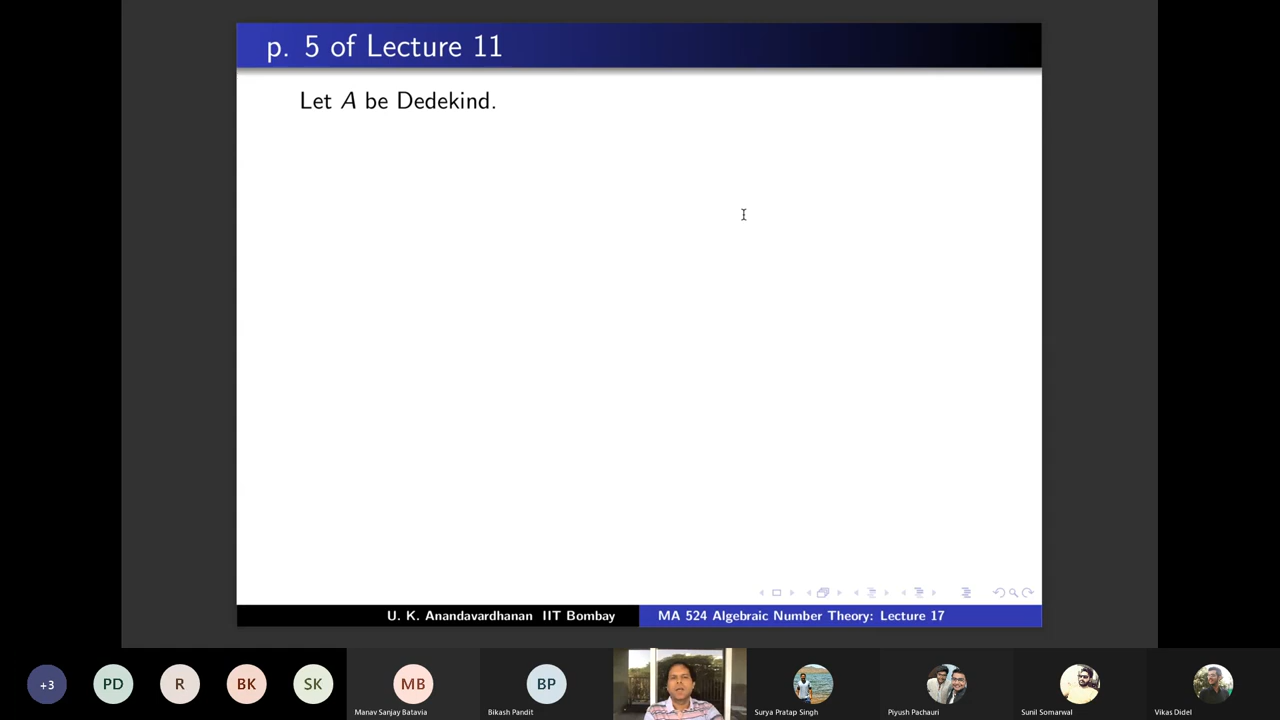 p. 5 of Lecture 11
Let A be Dedekind.
U. K. Anandavardhanan IIT Bombay
MA 524 Algebraic Number Theory: Lecture 17
+3
PD
R
BK
SK
MB
BP
Manav Sanjay Batavia
Bikash Pandit
Surya Pratap Singh
Piyush Pachauri
Sunil Somarwal
Vikas Didel